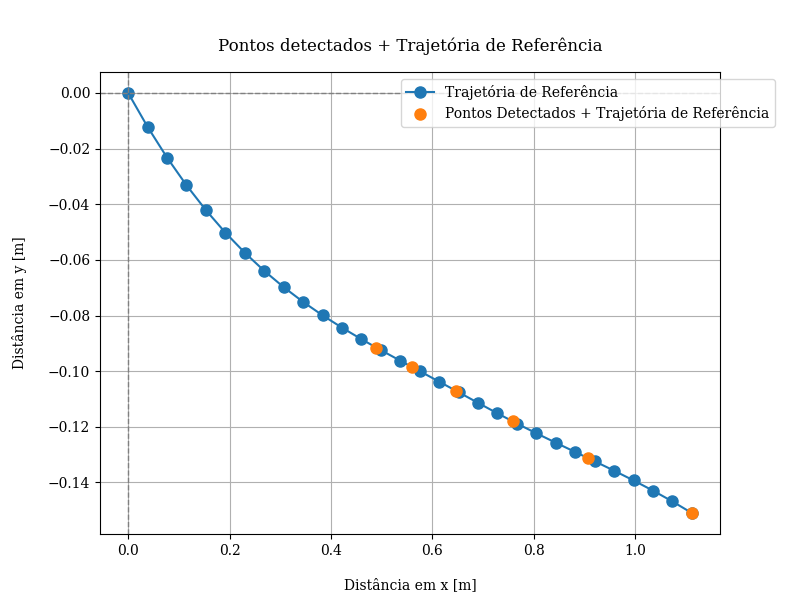 Pontos detectados + Trajetória de Referência
Trajetória de Referência
Pontos Detectados + Trajetória de Referência
0.00
−0.02
−0.04
−0.06
−0.08
−0.10
−0.12
−0.14
Distância em y [m]
0.0 0.2 0.4 0.6 0.8 1.0
Distância em x [m]